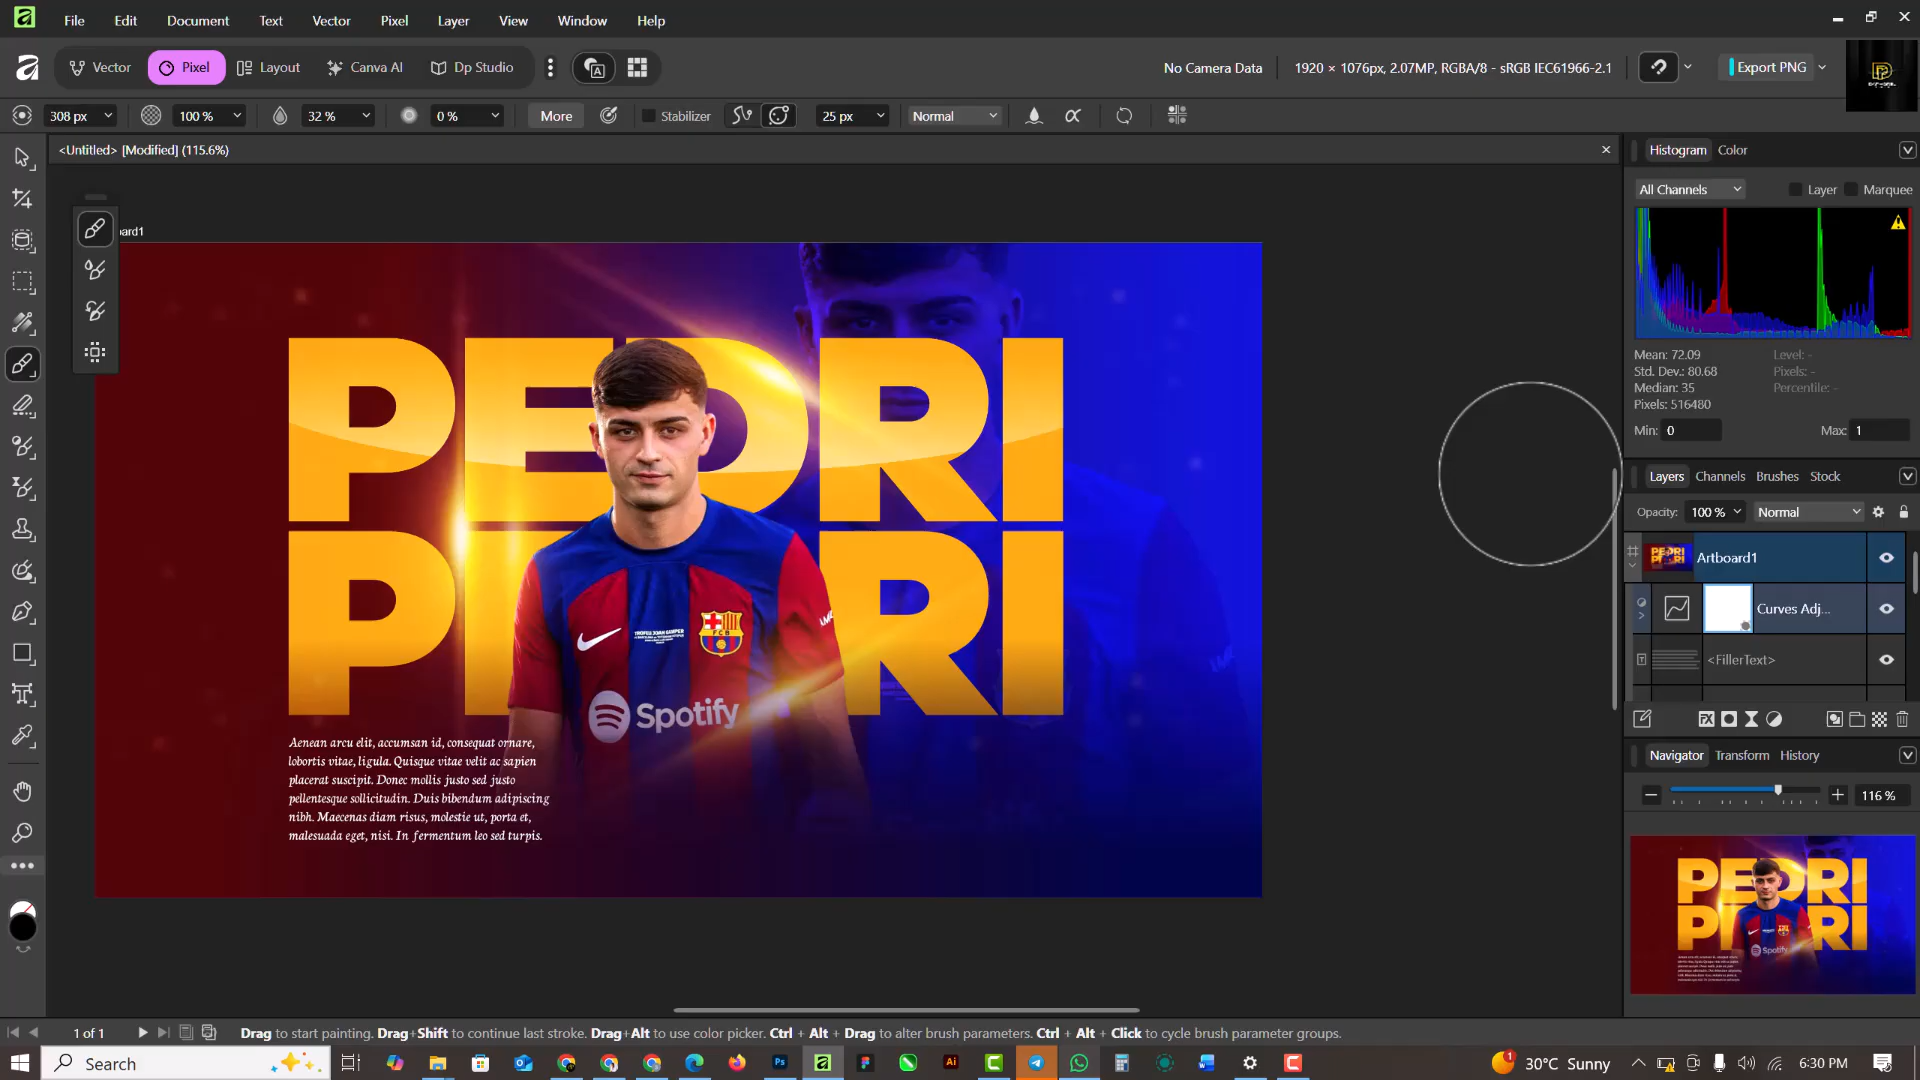 File Edit Document Text Vector Pixel Layer View Window Help
Vector Pixel Layout Canva AI Dp Studio No Camera Data 1920 × 1076px, 2.07MP, RGBA/8 - sRGB IEC61966-2.1 Export PNG
308 px 100 % 32 % 0 % More Stabilizer 25 px Normal
<Untitled> [Modified] (115.6%)
Histogram Color
All Channels Layer Marquee
Mean: 72.09 Level: -
Std. Dev.: 80.68 Pixels: -
Median: 35 Percentile: -
Pixels: 516480
Min: 0 Max: 1
Layers Channels Brushes Stock
Opacity: 100 % Normal
Artboard1
Curves Adj...
<FillerText>
Navigator Transform History
116 %
oard1
PEDRI
P RI
FCB
Spotify
Aenean arcu elit, accumsan id, consequat ornare,
lobortis vitae, ligula. Quisque vitae velit ac sapien
placerat suscipit. Donec mollis justo sed justo
pellentesque sollicitudin. Duis bibendum adipiscing
nibh. Maecenas diam risus, molestie ut, porta et,
malesuada eget, nisi. In fermentum leo sed turpis.
1 of 1 Drag to start painting. Drag+Shift to continue last stroke. Drag+Alt to use color picker. Ctrl + Alt + Drag to alter brush parameters. Ctrl + Alt + Click to cycle brush parameter groups.
Search 30°C Sunny 6:30 PM